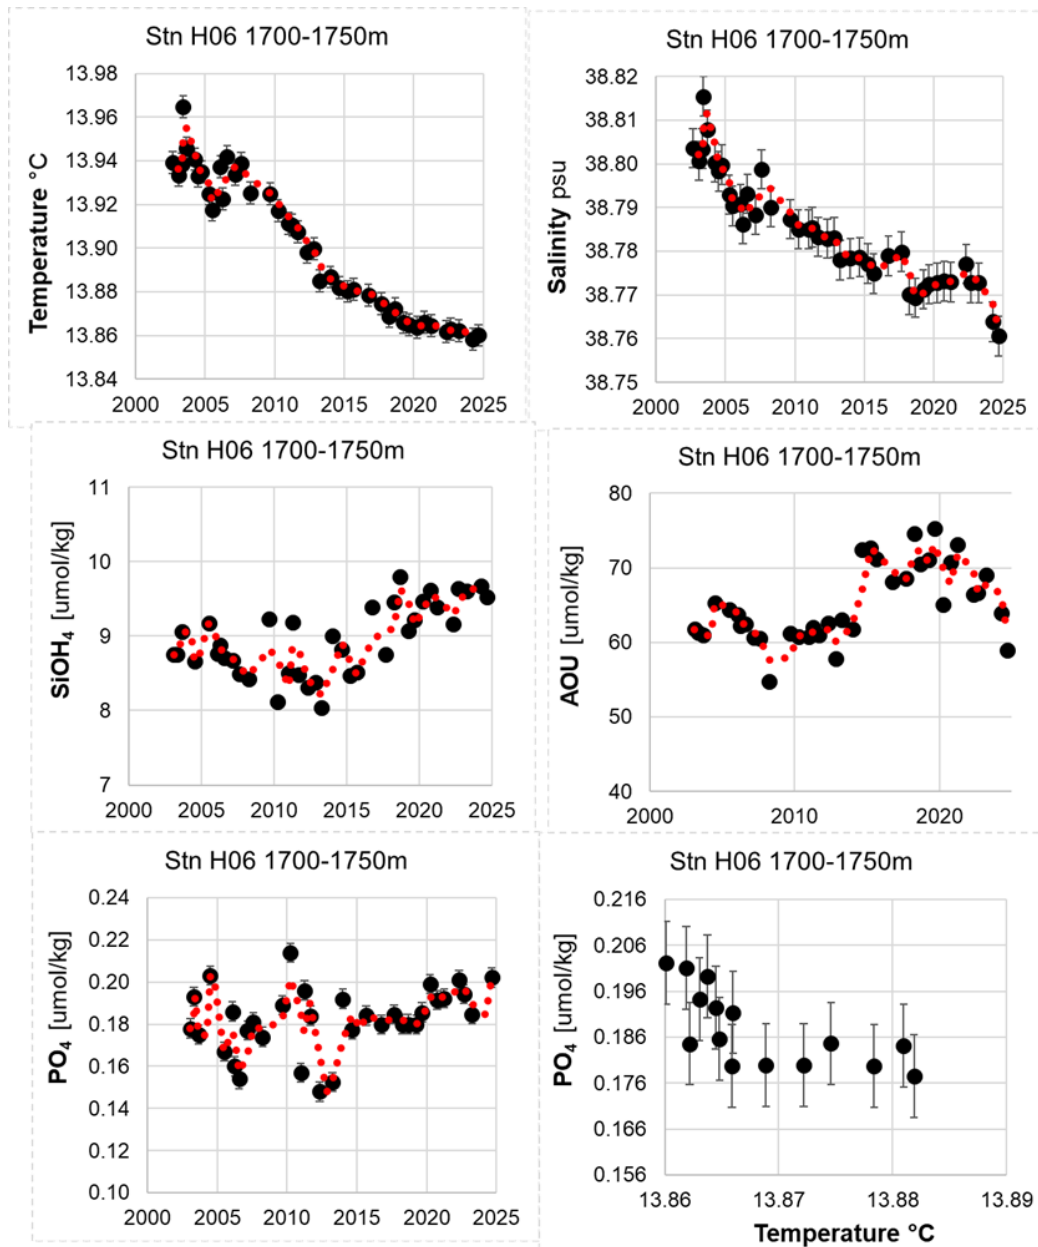 Stn H06 1700-1750m
Temperature °C
13.98
13.96
13.94
13.92
13.90
13.88
13.86
13.84
2000 2005 2010 2015 2020 2025
Stn H06 1700-1750m
Salinity psu
38.82
38.81
38.80
38.79
38.78
38.77
38.76
38.75
2000 2005 2010 2015 2020 2025
Stn H06 1700-1750m
SiOH4 [umol/kg]
11
10
9
8
7
2000 2005 2010 2015 2020 2025
Stn H06 1700-1750m
AOU [umol/kg]
80
70
60
50
40
2000 2010 2020
Stn H06 1700-1750m
PO4 [umol/kg]
0.24
0.22
0.20
0.18
0.16
0.14
0.12
0.10
2000 2005 2010 2015 2020 2025
Stn H06 1700-1750m
PO4 [umol/kg]
0.216
0.206
0.196
0.186
0.176
0.166
0.156
13.86 13.87 13.88 13.89
Temperature °C